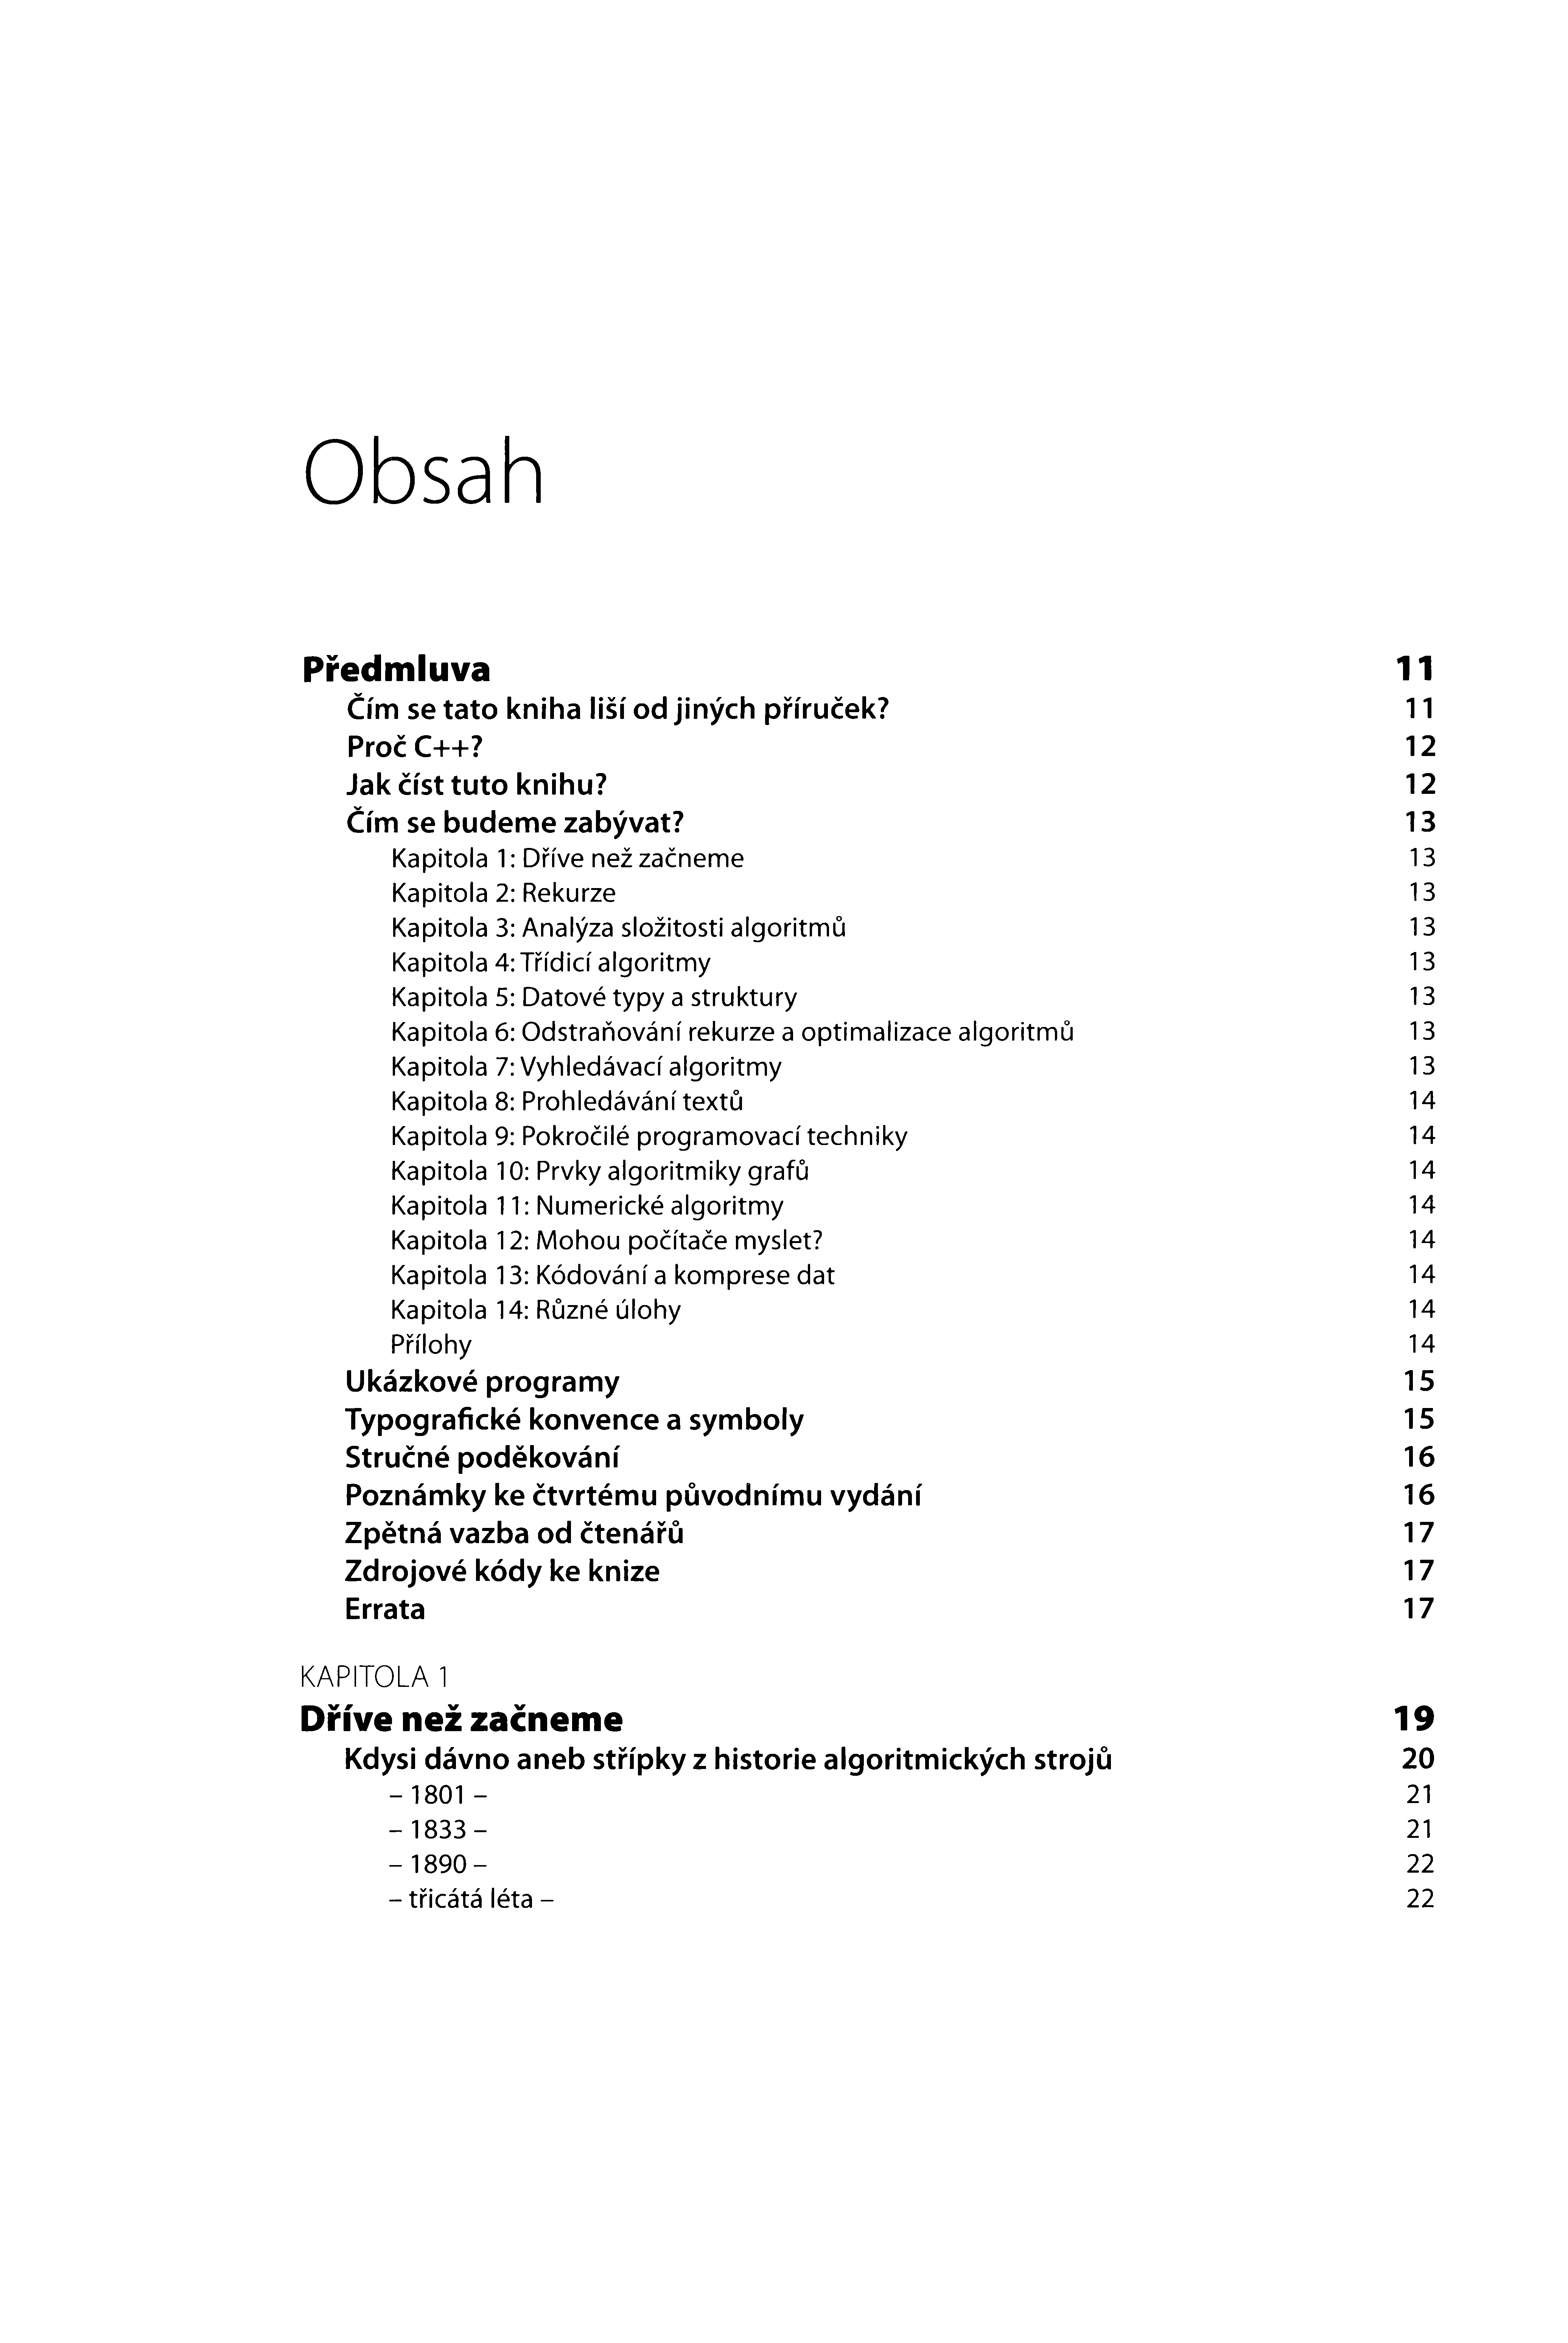 Obsah
Předmluva 11
Čím se tato kniha liší od jiných příruček? 11
Proč C++? 12
Jak číst tuto knihu? 12
Čím se budeme zabývat? 13
Kapitola 1: Dříve než začneme 13
Kapitola 2: Rekurze 13
Kapitola 3: Analýza složitosti algoritmů 13
Kapitola 4: Třídicí algoritmy 13
Kapitola 5: Datové typy a struktury 13
Kapitola 6: Odstraňování rekurze a optimalizace algoritmů 13
Kapitola 7: Vyhledávací algoritmy 13
Kapitola 8: Prohledávání textů 14
Kapitola 9: Pokročilé programovací techniky 14
Kapitola 10: Prvky algoritmiky grafů 14
Kapitola 11: Numerické algoritmy 14
Kapitola 12: Mohou počítače myslet? 14
Kapitola 13: Kódování a komprese dat 14
Kapitola 14: Různé úlohy 14
Přílohy 14
Ukázkové programy 15
Typografické konvence a symboly 15
Stručné poděkování 16
Poznámky ke čtvrtému původnímu vydání 16
Zpětná vazba od čtenářů 17
Zdrojové kódy ke knize 17
Errata 17
KAPITOLA 1
Dříve než začneme 19
Kdysi dávno aneb střípky z historie algoritmických strojů 20
– 1801 – 21
– 1833 – 21
– 1890 – 22
– třicátá léta – 22